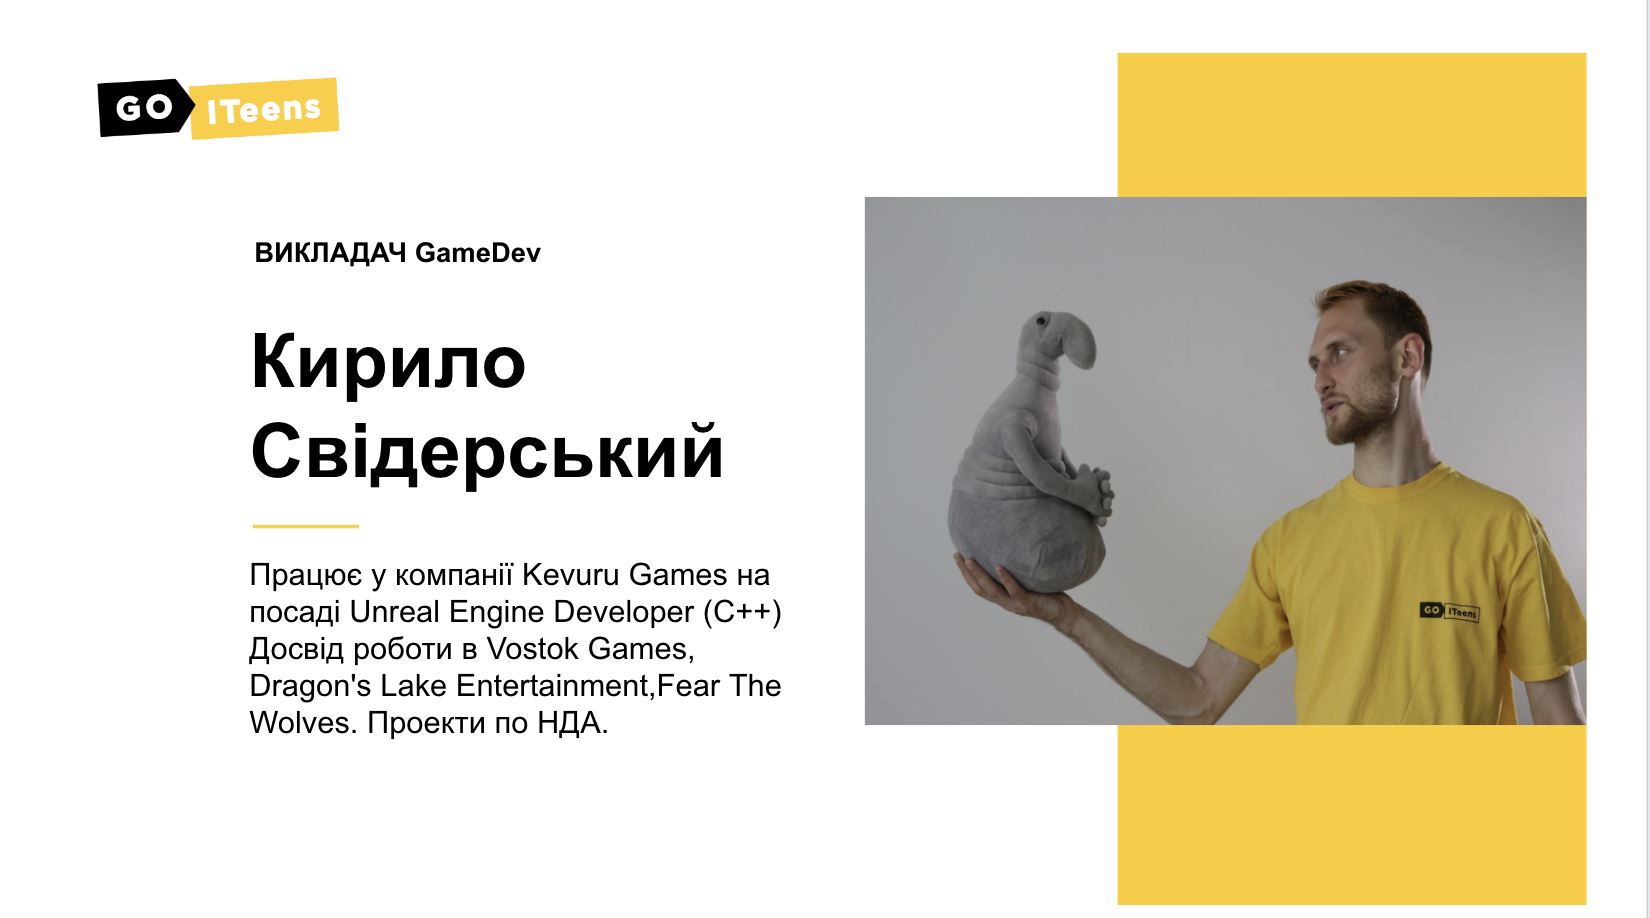 GO ITeens
ВИКЛАДАЧ GameDev
Кирило
Свідерський
Працює у компанії Kevuru Games на
посаді Unreal Engine Developer (C++)
Досвід роботи в Vostok Games,
Dragon's Lake Entertainment,Fear The
Wolves. Проекти по НДА.
GO ITeens